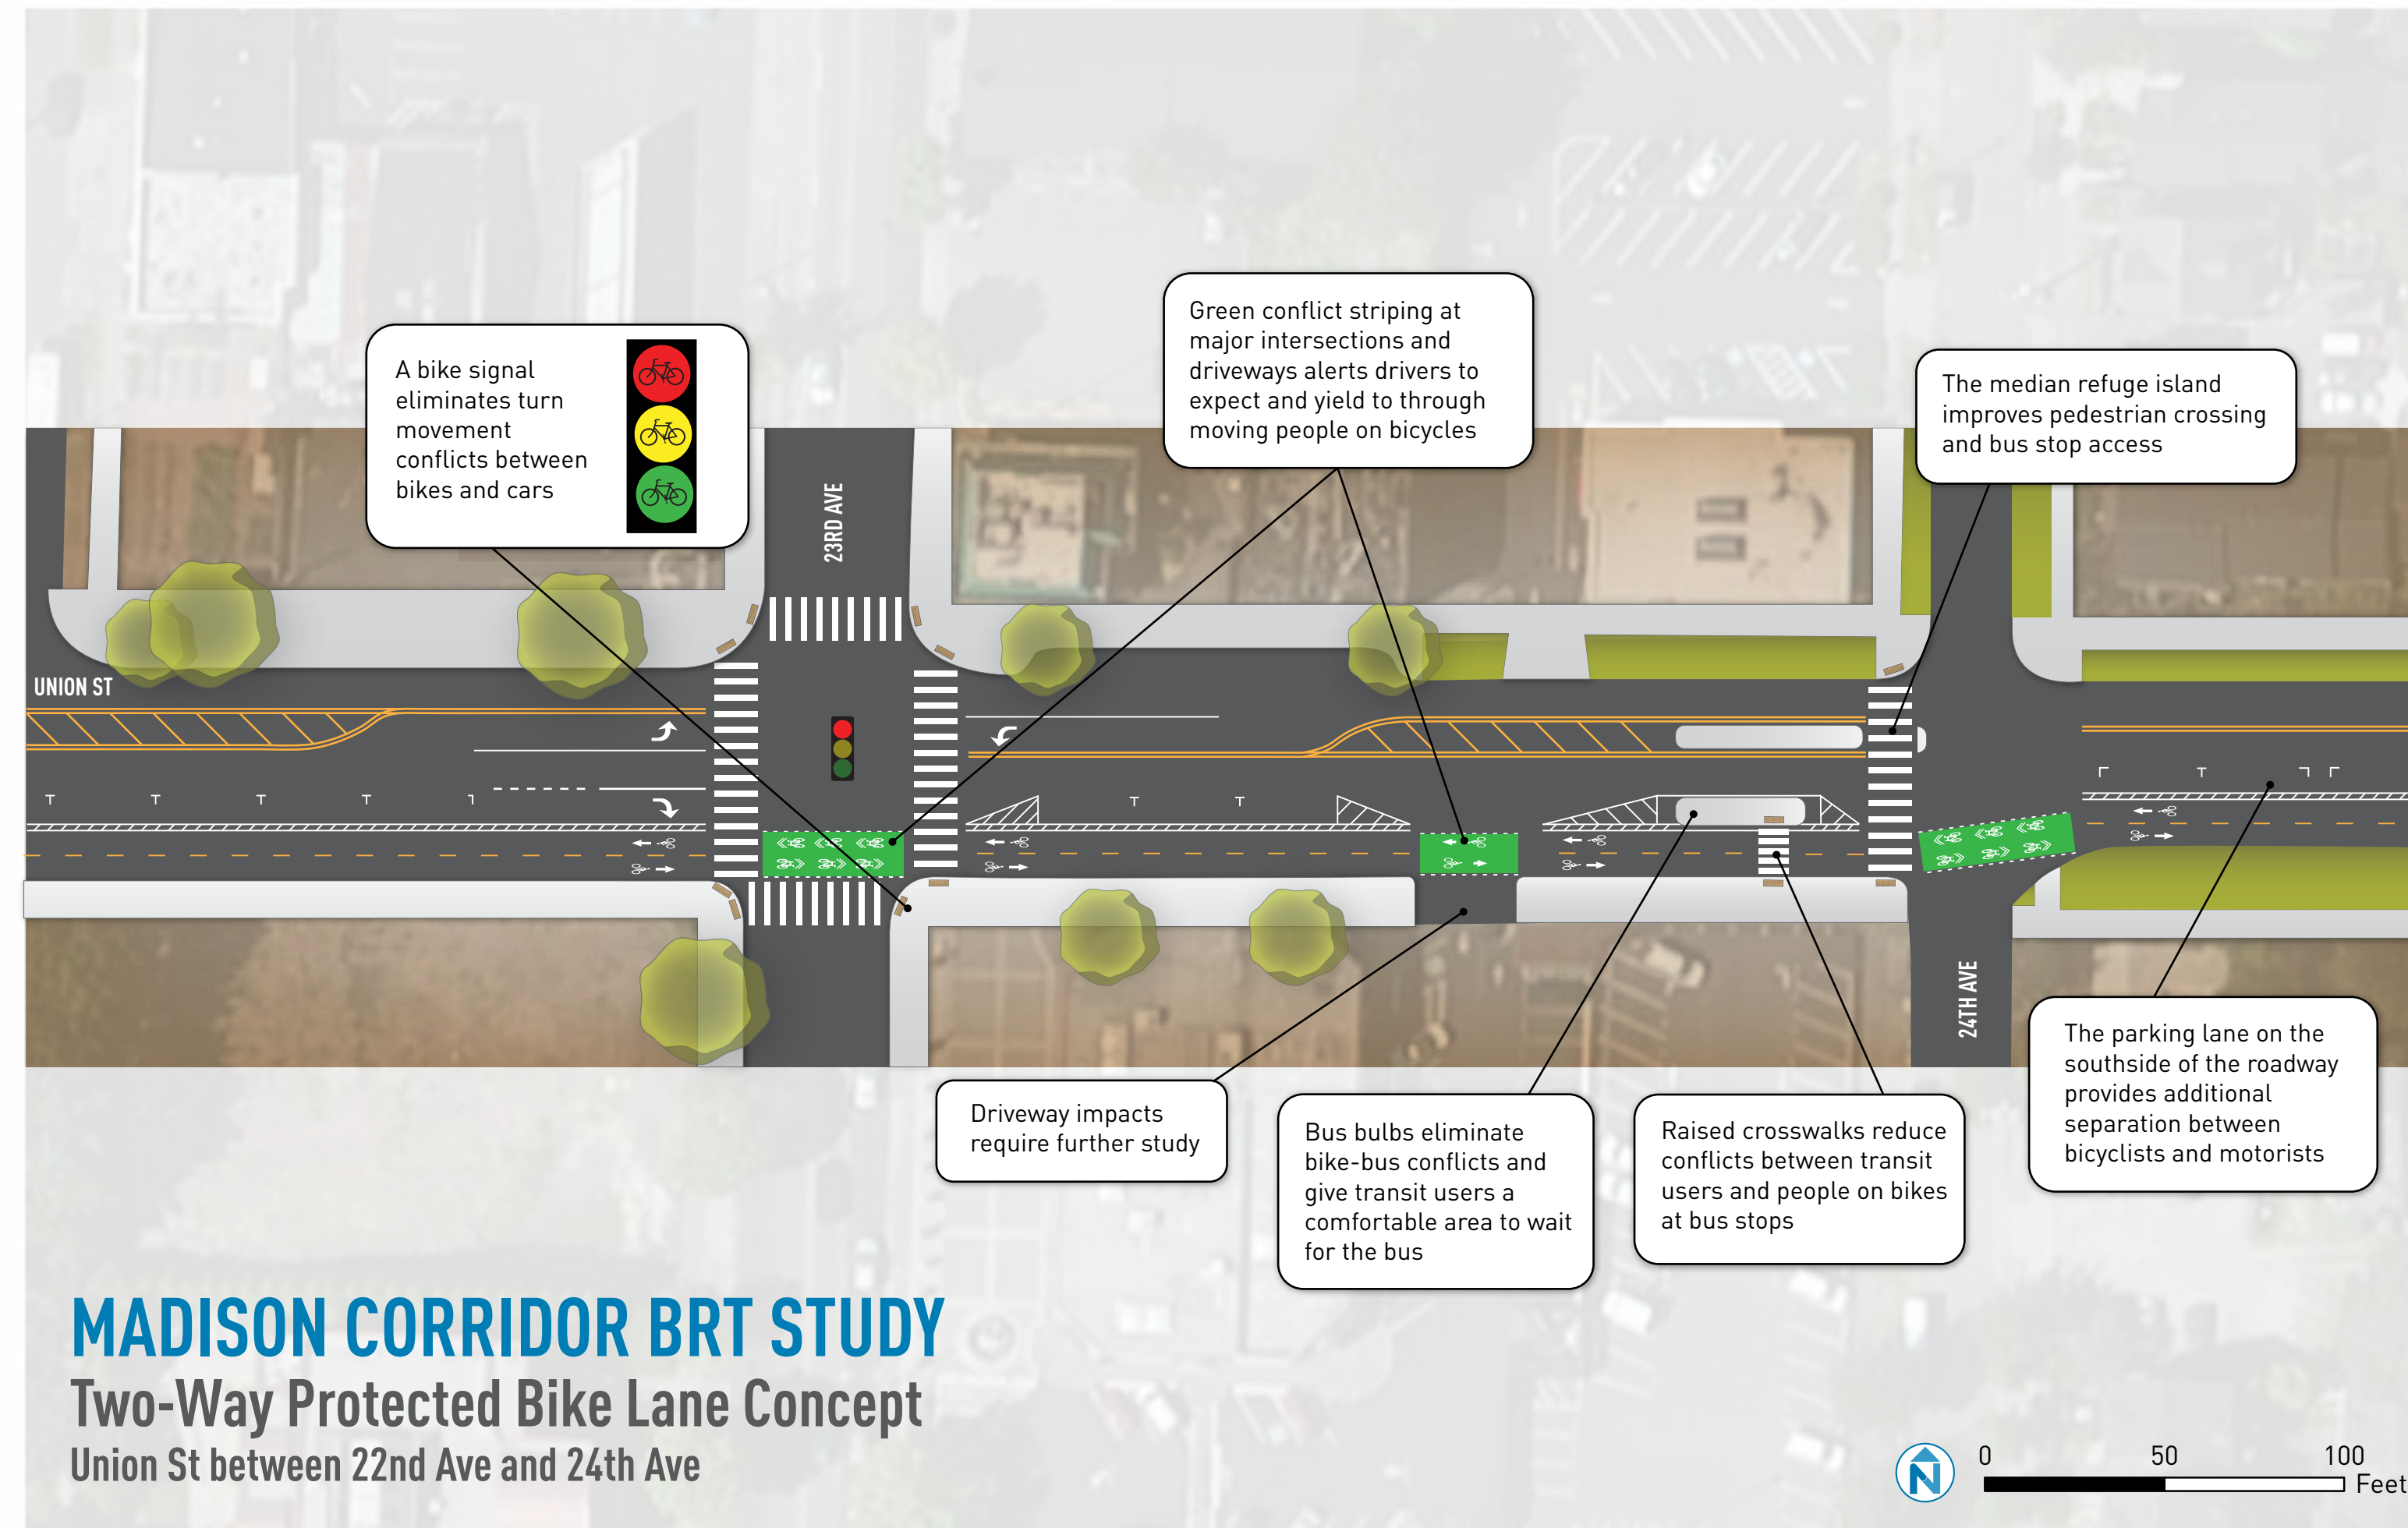 A bike signal
eliminates turn
movement
conflicts between
bikes and cars
Green conflict striping at
major intersections and
driveways alerts drivers to
expect and yield to through
moving people on bicycles
The median refuge island
improves pedestrian crossing
and bus stop access
23RD AVE
UNION ST
24TH AVE
Driveway impacts
require further study
Bus bulbs eliminate
bike-bus conflicts and
give transit users a
comfortable area to wait
for the bus
Raised crosswalks reduce
conflicts between transit
users and people on bikes
at bus stops
The parking lane on the
southside of the roadway
provides additional
separation between
bicyclists and motorists
MADISON CORRIDOR BRT STUDY
Two-Way Protected Bike Lane Concept
Union St between 22nd Ave and 24th Ave
N
0 50 100
Feet